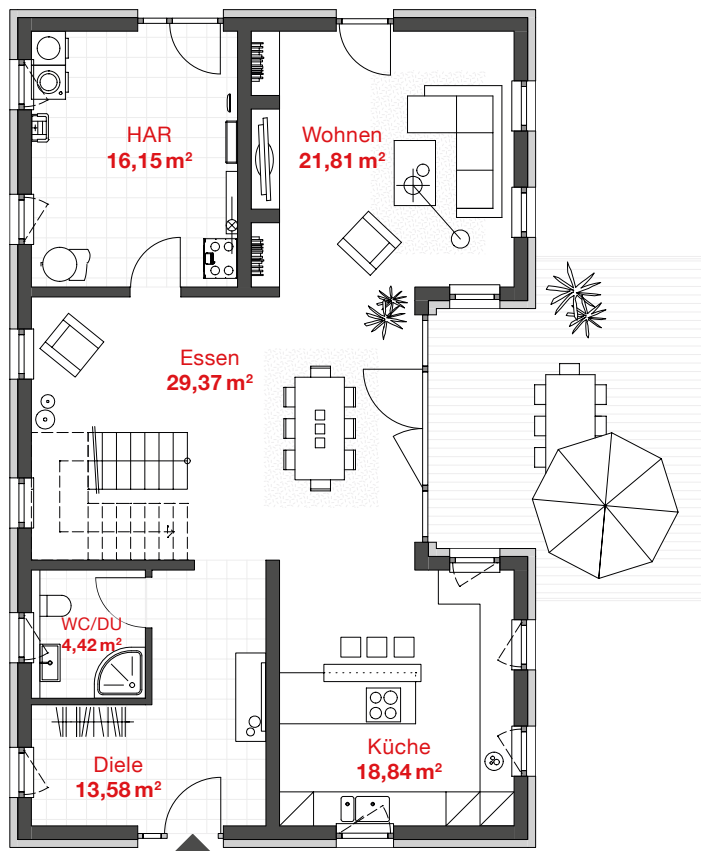 HAR
16,15 m²
Wohnen
21,81 m²
Essen
29,37 m²
WC/DU
4,42 m²
Diele
13,58 m²
Küche
18,84 m²